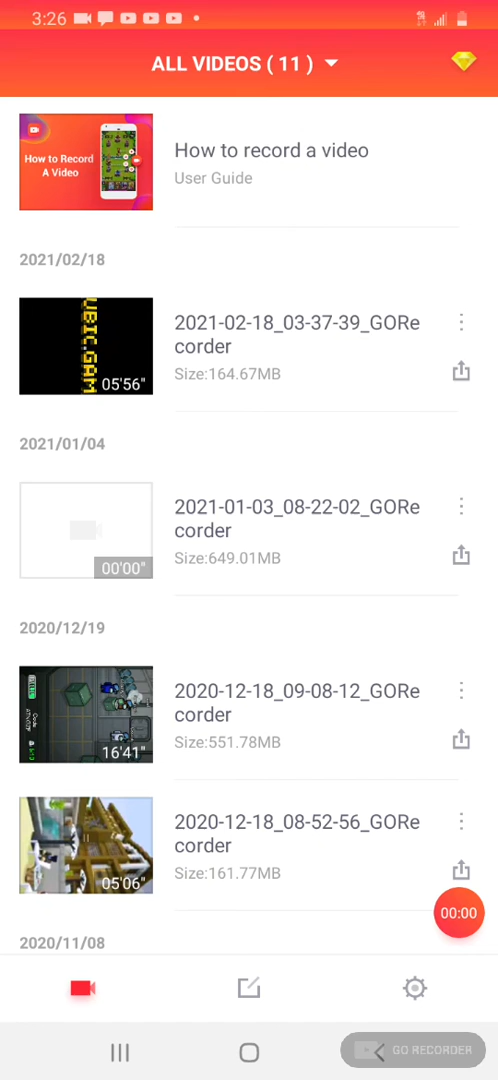 3:26
ALL VIDEOS ( 11 )
How to Record
A Video
How to record a video
User Guide
2021/02/18
UBIC.GAM
05'56"
2021-02-18_03-37-39_GORe
corder
Size:164.67MB
2021/01/04
00'00"
2021-01-03_08-22-02_GORe
corder
Size:649.01MB
2020/12/19
Code
16'41"
2020-12-18_09-08-12_GORe
corder
Size:551.78MB
05'06"
2020-12-18_08-52-56_GORe
corder
Size:161.77MB
00:00
2020/11/08
GO RECORDER